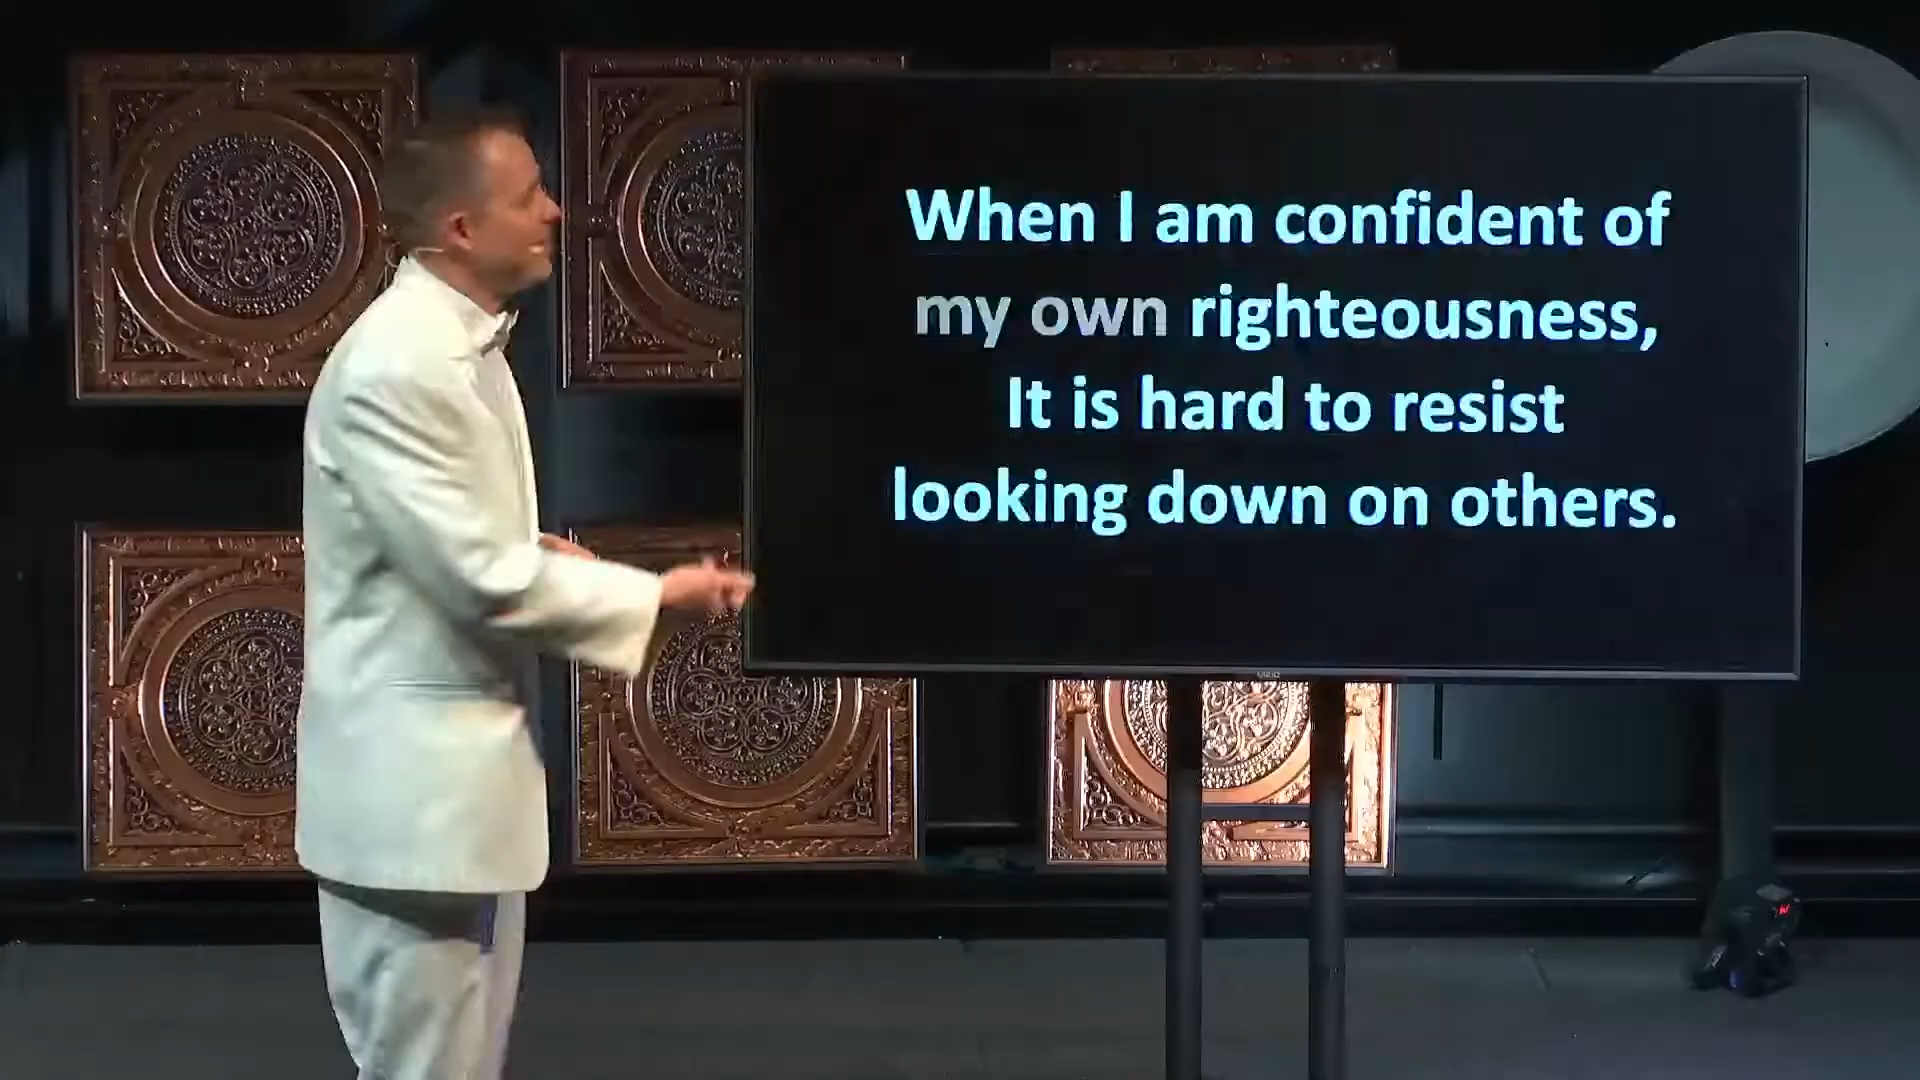 When I am confident of
my own righteousness,
It is hard to resist
looking down on others.